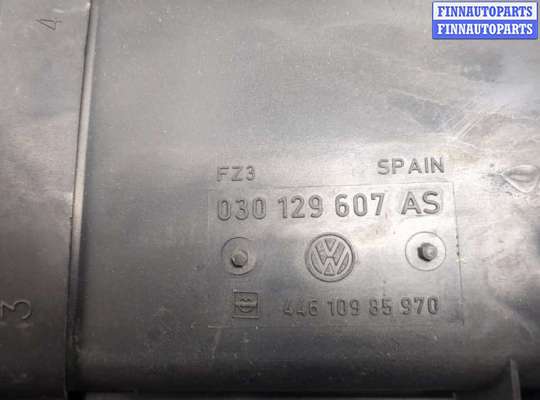 FINNAUTOPARTS
FINNAUTOPARTS
4
FZ3 SPAIN
030 129 607 AS
446 109 85 970
3